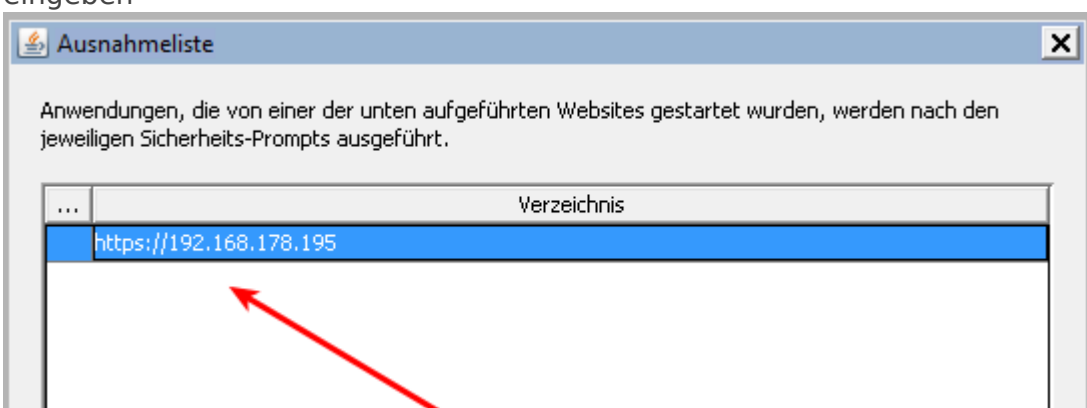 eingeben
Ausnahmeliste
Anwendungen, die von einer der unten aufgeführten Websites gestartet wurden, werden nach den
jeweiligen Sicherheits-Prompts ausgeführt.
... Verzeichnis
https://192.168.178.195